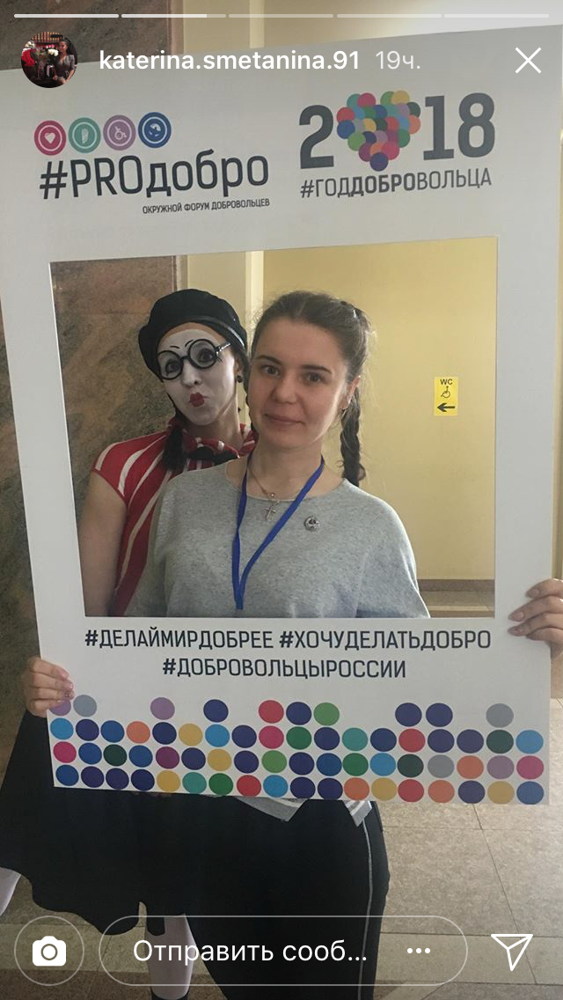 katerina.smetanina.91 19ч.
#PROдобро
ОКРУЖНОЙ ФОРУМ ДОБРОВОЛЬЦЕВ
2018
#ГОДДОБРОВОЛЬЦА
WC
#ДЕЛАЙМИРДОБРЕЕ #ХОЧУДЕЛАТЬДОБРО
#ДОБРОВОЛЬЦЫРОССИИ
Отправить сооб...